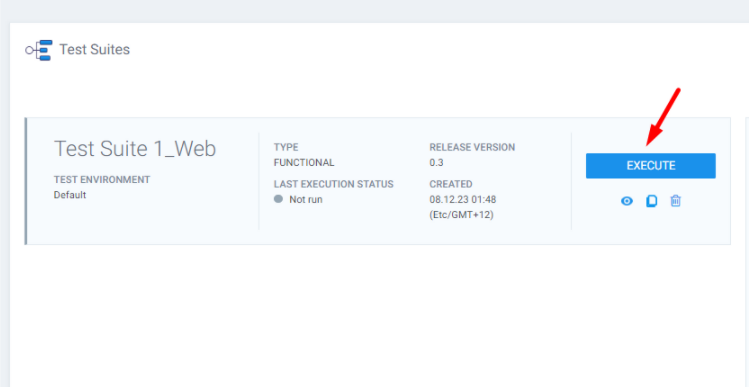 Test Suites
Test Suite 1_Web
TEST ENVIRONMENT
Default
TYPE
FUNCTIONAL
LAST EXECUTION STATUS
Not run
RELEASE VERSION
0.3
CREATED
08.12.23 01:48
(Etc/GMT+12)
EXECUTE